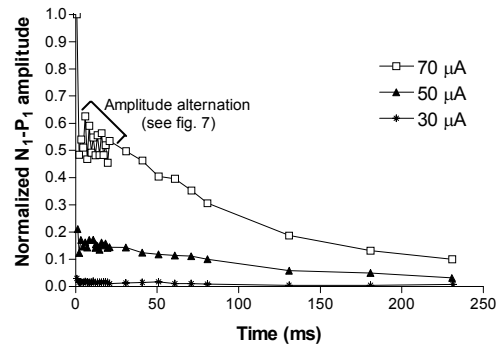 Normalized N₁-P₁ amplitude
1.0
0.9
0.8
0.7
0.6
0.5
0.4
0.3
0.2
0.1
0.0
Amplitude alternation
(see fig. 7)
70 μA
50 μA
30 μA
0
50
100
150
200
250
Time (ms)